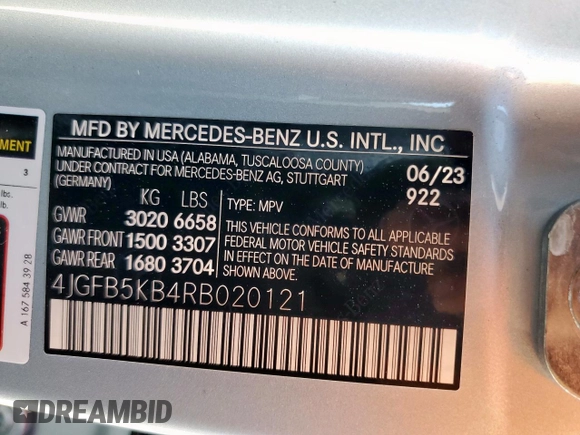 MFD BY MERCEDES-BENZ U.S. INTL., INC
MANUFACTURED IN USA (ALABAMA, TUSCALOOSA COUNTY)
UNDER CONTRACT FOR MERCEDES-BENZ AG, STUTTGART
(GERMANY)
06/23
922
KG LBS
GVWR 3020 6658
GAWR FRONT 1500 3307
GAWR REAR 1680 3704
TYPE: MPV
THIS VEHICLE CONFORMS TO ALL APPLICABLE
FEDERAL MOTOR VEHICLE SAFETY STANDARDS
IN EFFECT ON THE DATE OF MANUFACTURE
SHOWN ABOVE.
4JGFB5KB4RB020121
MENT
3
lbs.
lb.
A 167 584 39 28
DREAMBID